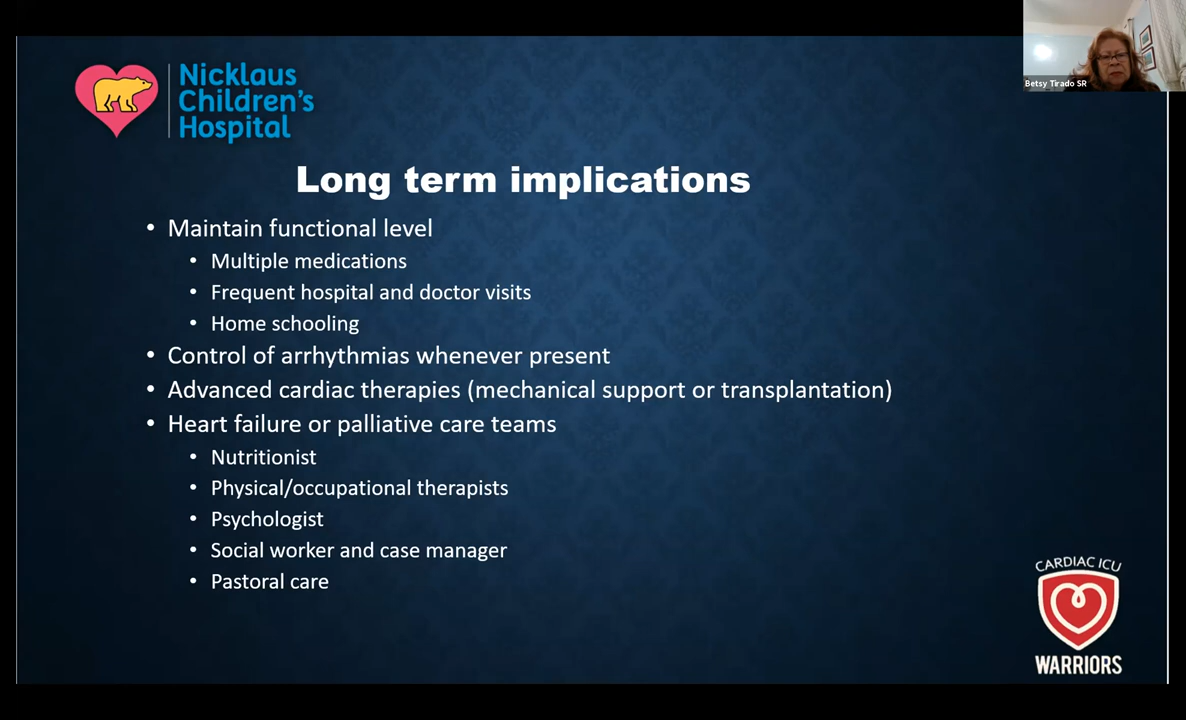 Betsy Tirado SR
Nicklaus
Children's
Hospital
Long term implications
• Maintain functional level
• Multiple medications
• Frequent hospital and doctor visits
• Home schooling
• Control of arrhythmias whenever present
• Advanced cardiac therapies (mechanical support or transplantation)
• Heart failure or palliative care teams
• Nutritionist
• Physical/occupational therapists
• Psychologist
• Social worker and case manager
• Pastoral care
CARDIAC ICU
WARRIORS